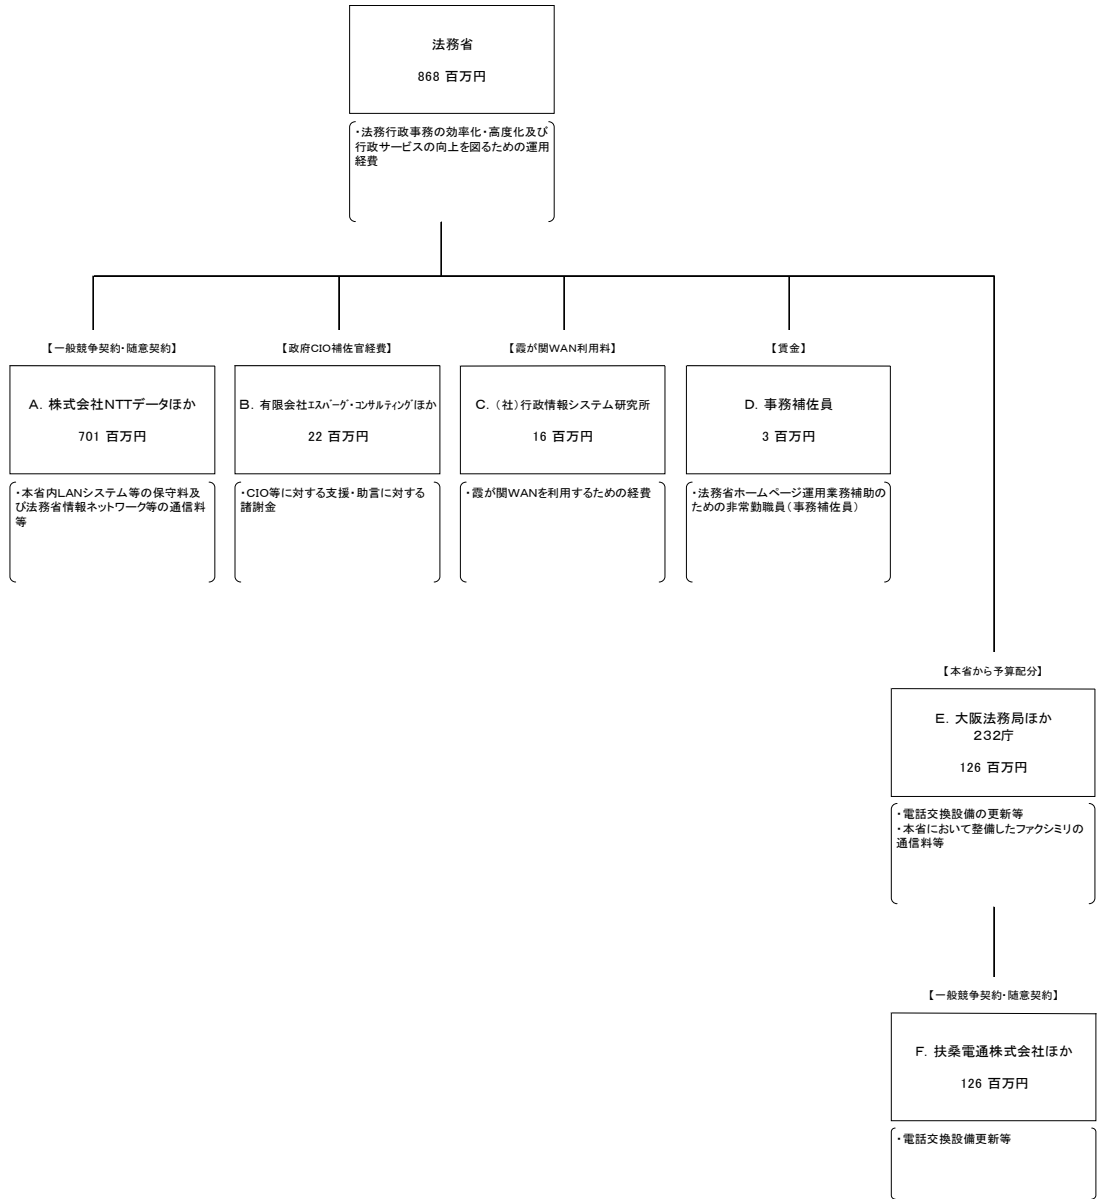 法務省
868 百万円
・法務行政事務の効率化・高度化及び
行政サービスの向上を図るための運用
経費
【一般競争契約・随意契約】
A. 株式会社NTTデータほか
701 百万円
・本省内LANシステム等の保守料及
び法務省情報ネットワーク等の通信料
等
【政府CIO補佐官経費】
B. 有限会社エスバーグ・コンサルティングほか
22 百万円
・CIO等に対する支援・助言に対する
諸謝金
【霞が関WAN利用料】
C. (社)行政情報システム研究所
16 百万円
・霞が関WANを利用するための経費
【賃金】
D. 事務補佐員
3 百万円
・法務省ホームページ運用業務補助の
ための非常勤職員(事務補佐員)
【本省から予算配分】
E. 大阪法務局ほか
232庁
126 百万円
・電話交換設備の更新等
・本省において整備したファクシミリの
通信料等
【一般競争契約・随意契約】
F. 扶桑電通株式会社ほか
126 百万円
・電話交換設備更新等